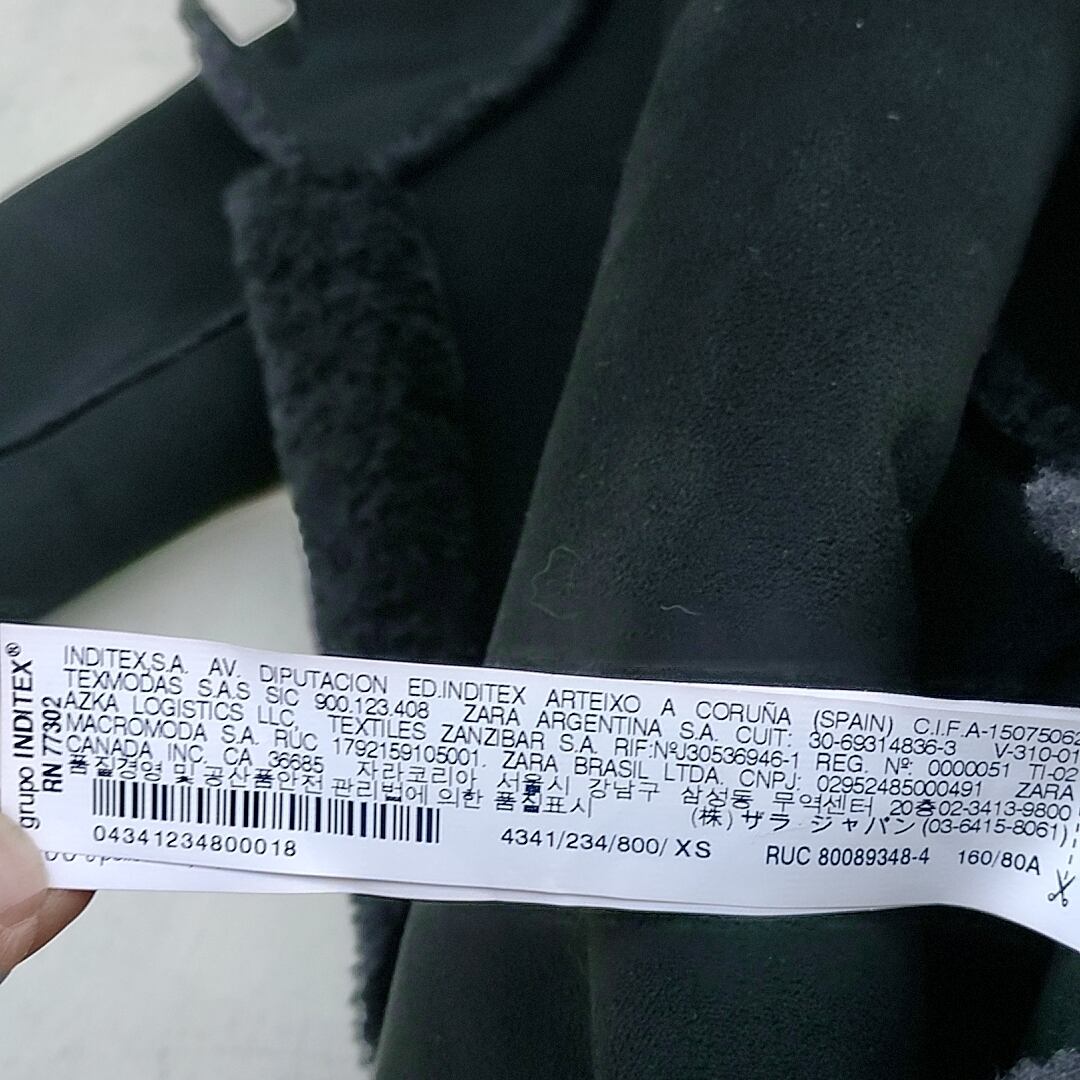 grupo INDITEX®
RN 77302
INDITEX,S.A. AV. DIPUTACION ED.INDITEX ARTEIXO A CORUÑA (SPAIN) C.I.F.A-15075062
TEXMODAS S.A.S SIC 900.123.408 ZARA ARGENTINA S.A. CUIT. 30-69314836-3 V-310-01
AZKA LOGISTICS LLC, TEXTILES ZANZIBAR S.A. RIF:NºJ30536946-1 REG. Nº 0000051 TI-02
MACROMODA S.A. RÚC 1792159105001. ZARA BRASIL LTDA. CNPJ: 02952485000491 ZARA
CANADA INC. CA 36685 자라코리아 서울시 강남구 삼성동 무역센터 20층02-3413-9800
품질경영 및 공산품안전 관리법에 의한 품질표시 (株) ザラ ジャパン (03-6415-8061)
04341234800018 4341/234/800/ XS RUC 80089348-4 160/80A